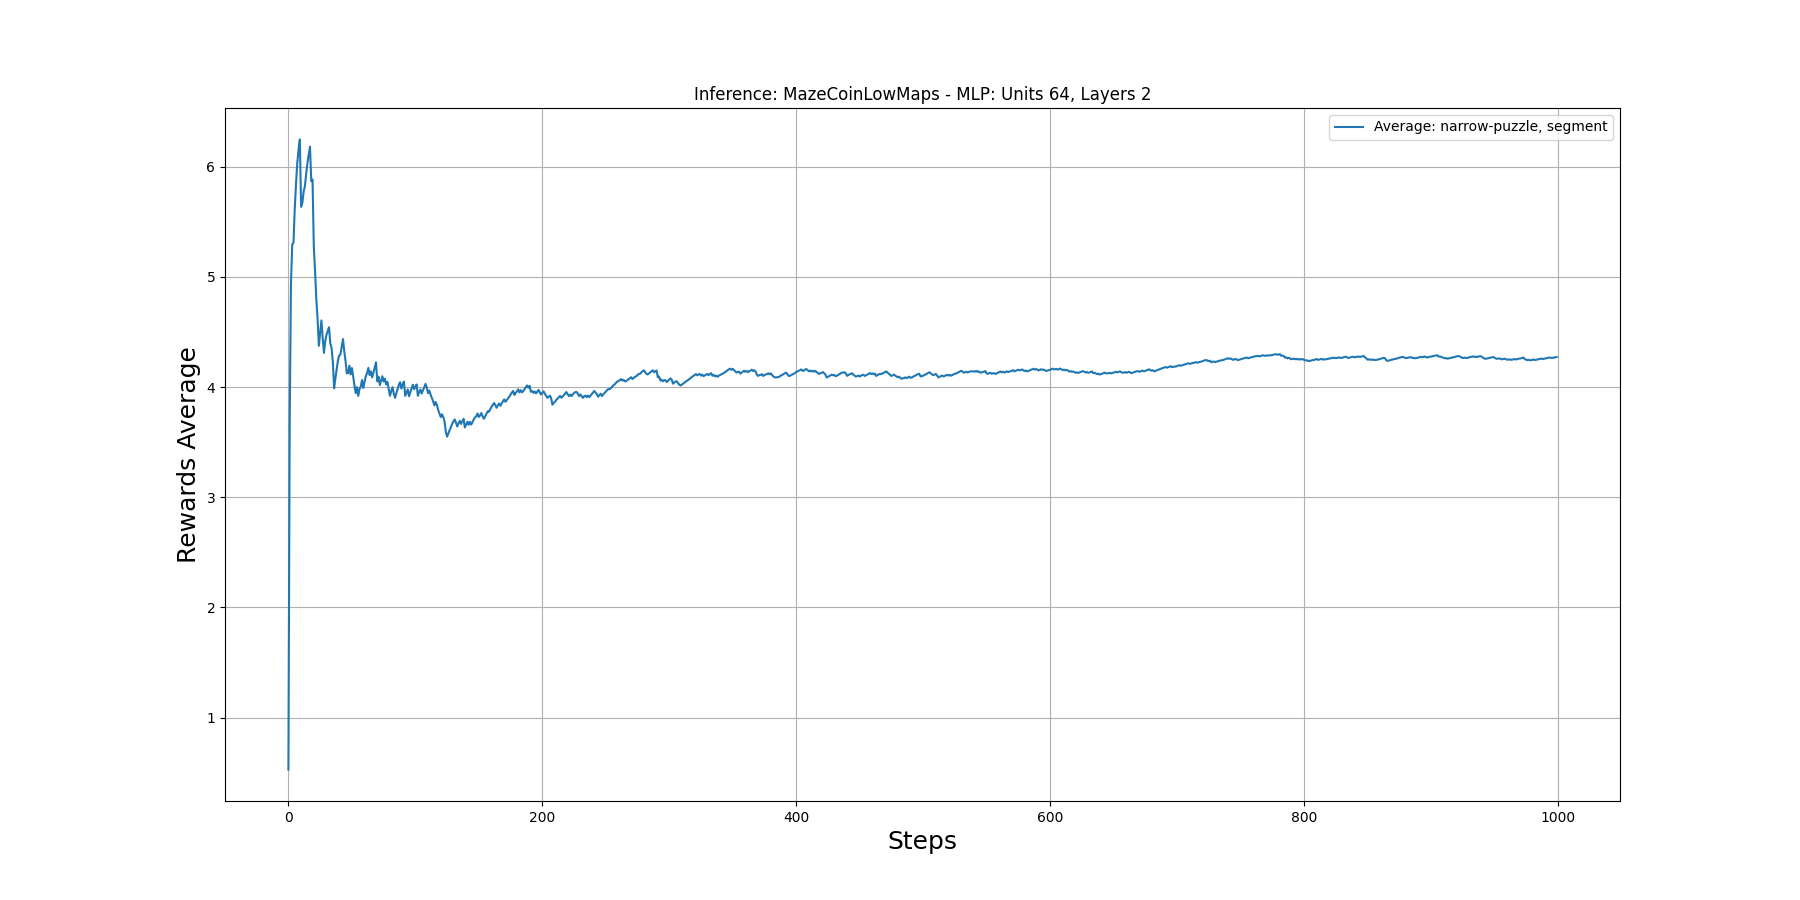 Inference: MazeCoinLowMaps - MLP: Units 64, Layers 2
Average: narrow-puzzle, segment
6
5
4
3
2
1
Rewards Average
0 200 400 600 800 1000
Steps